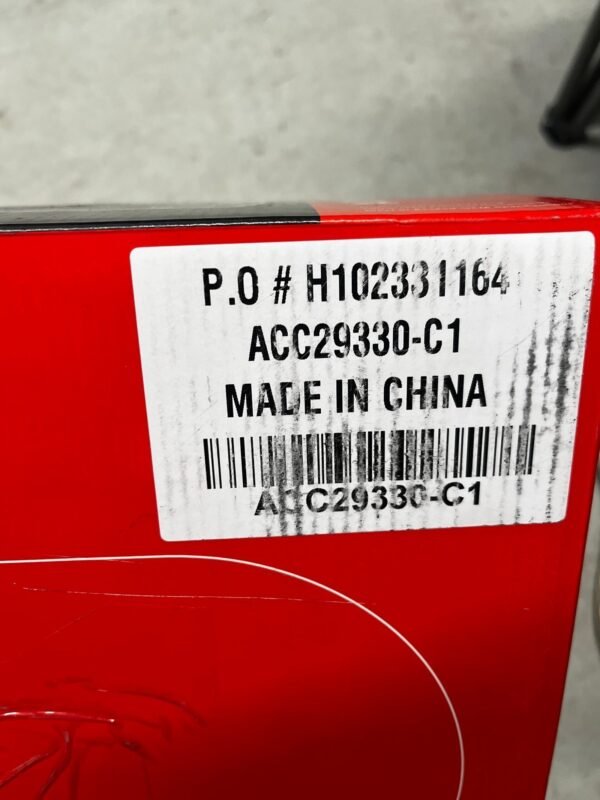 P.O # H102331164
ACC29330-C1
MADE IN CHINA
ACC29330-C1